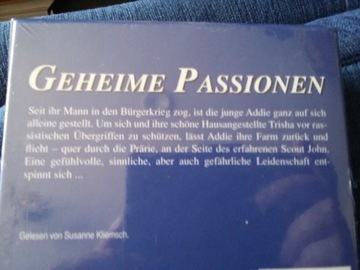 GEHEIME PASSIONEN
Seit ihr Mann in den Bürgerkrieg zog, ist die junge Addie ganz auf sich
alleine gestellt. Um sich und ihre schöne Hausangestellte Trisha vor ras-
sistischen Übergriffen zu schützen, lässt Addie ihre Farm zurück und
flieht – quer durch die Prärie, an der Seite des erfahrenen Scout John.
Eine gefühlvolle, sinnliche, aber auch gefährliche Leidenschaft ent-
spinnt sich ...
Gelesen von Susanne Kliemsch.